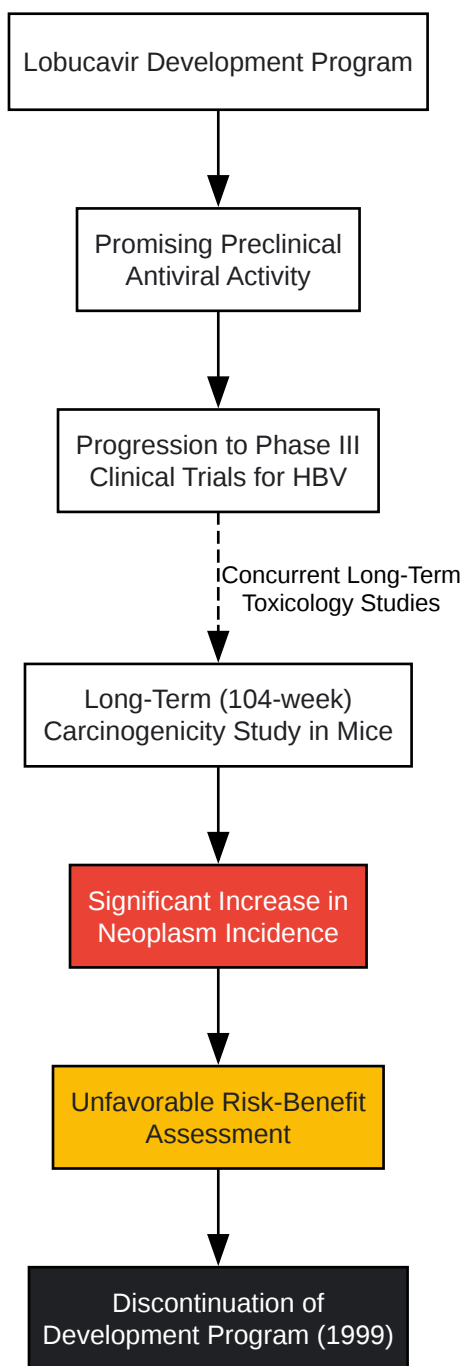 Lobucavir Development Program
Promising Preclinical
Antiviral Activity
Progression to Phase III
Clinical Trials for HBV
Concurrent Long-Term
Toxicology Studies
Long-Term (104-week)
Carcinogenicity Study in Mice
Significant Increase in
Neoplasm Incidence
Unfavorable Risk-Benefit
Assessment
Discontinuation of
Development Program (1999)